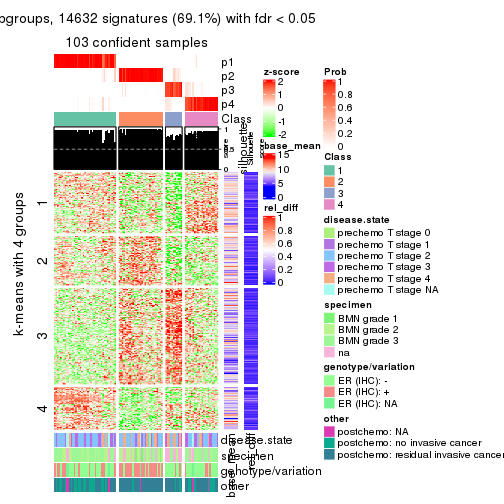 ogroups, 14632 signatures (69.1%) with fdr < 0.05
103 confident samples
p1
p2
p3
p4
Class
1
0.5
0
silhouette
k-means with 4 groups
1
2
3
4
disease.state
specimen
genotype/variation
other
base_mean
rel_diff
z-score
2
1
0
-1
-2
base_mean
15
10
5
0
rel_diff
1
0.8
0.6
0.4
0.2
0
Prob
1
0.8
0.6
0.4
0.2
0
Class
1
2
3
4
disease.state
prechemo T stage 0
prechemo T stage 1
prechemo T stage 2
prechemo T stage 3
prechemo T stage 4
prechemo T stage NA
specimen
BMN grade 1
BMN grade 2
BMN grade 3
na
genotype/variation
ER (IHC): -
ER (IHC): +
ER (IHC): NA
other
postchemo: NA
postchemo: no invasive cancer
postchemo: residual invasive cancer